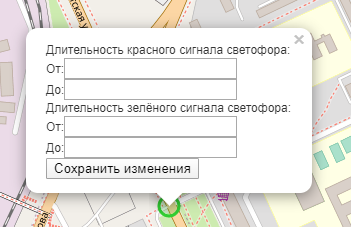 Длительность красного сигнала светофора:
От:
До:
Длительность зелёного сигнала светофора:
От:
До:
Сохранить изменения
×